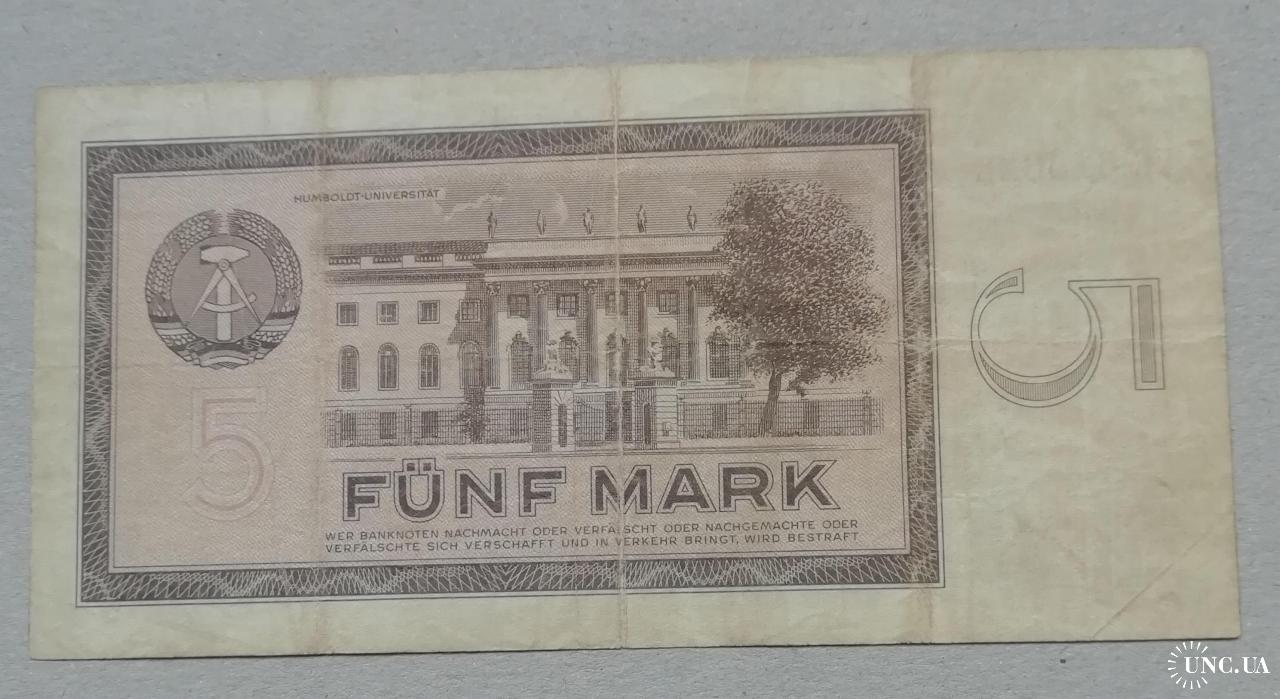 HUMBOLDT-UNIVERSITÄT
5
5
FÜNF MARK
WER BANKNOTEN NACHMACHT ODER VERFÄLSCHT ODER NACHGEMACHTE ODER
VERFÄLSCHTE SICH VERSCHAFFT UND IN VERKEHR BRINGT, WIRD BESTRAFT
UNC.UA